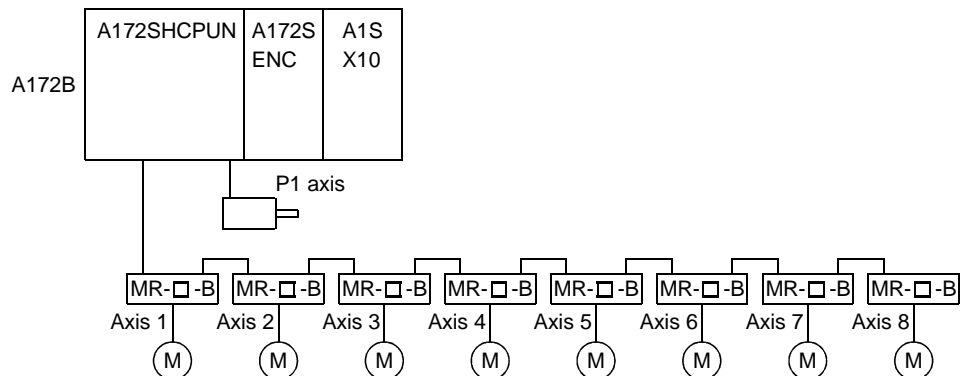 A172SHCPUN A172S A1S
ENC X10
A172B
P1 axis
MR-□-B MR-□-B MR-□-B MR-□-B MR-□-B MR-□-B MR-□-B MR-□-B
Axis 1 Axis 2 Axis 3 Axis 4 Axis 5 Axis 6 Axis 7 Axis 8
M M M M M M M M